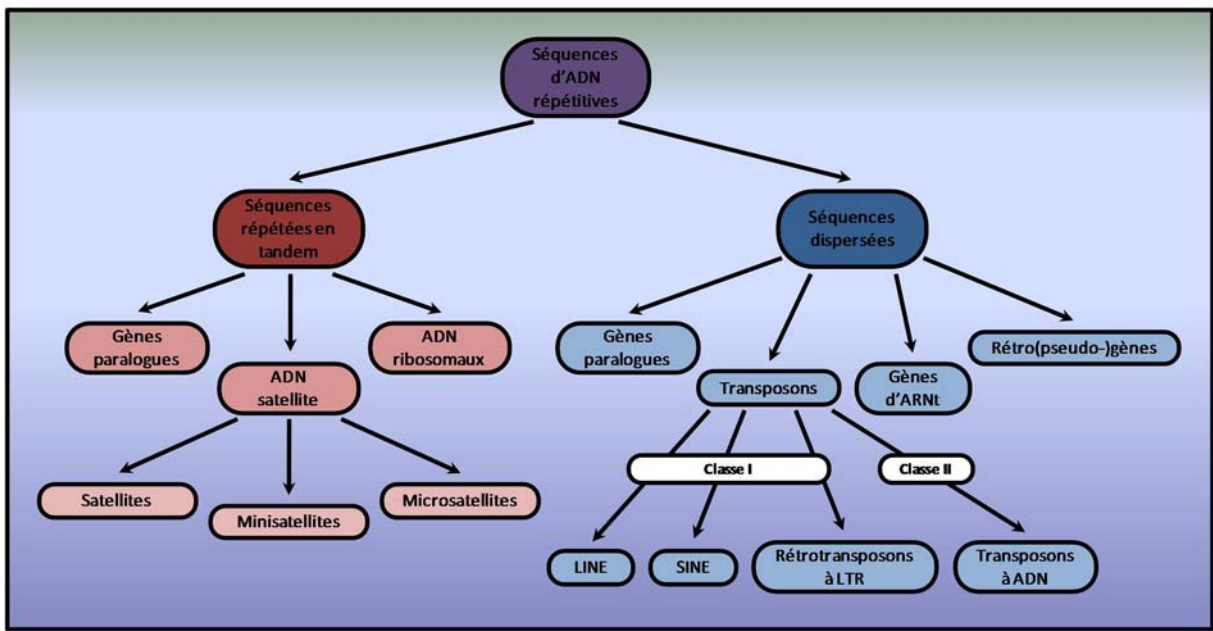 Séquences
d'ADN
répétitives
Séquences
répétées en
tandem
Séquences
dispersées
Gènes
paralogues
ADN
ribosomaux
Gènes
paralogues
Rétro(pseudo-)gènes
ADN
satellite
Transposons
Gènes
d'ARNt
Classe I
Classe II
Satellites
Minisatellites
Microsatellites
LINE
SINE
Rétrotransposons
à LTR
Transposons
à ADN